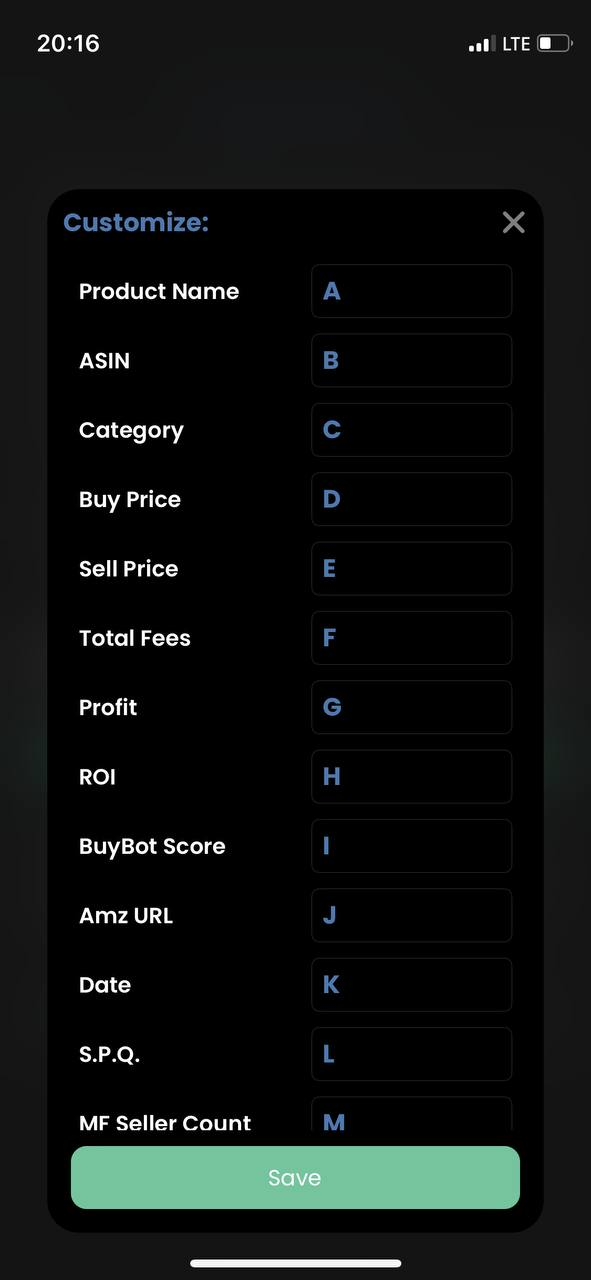 20:16 LTE
Customize:
Product Name A
ASIN B
Category C
Buy Price D
Sell Price E
Total Fees F
Profit G
ROI H
BuyBot Score I
Amz URL J
Date K
S.P.Q. L
MF Seller Count M
Save